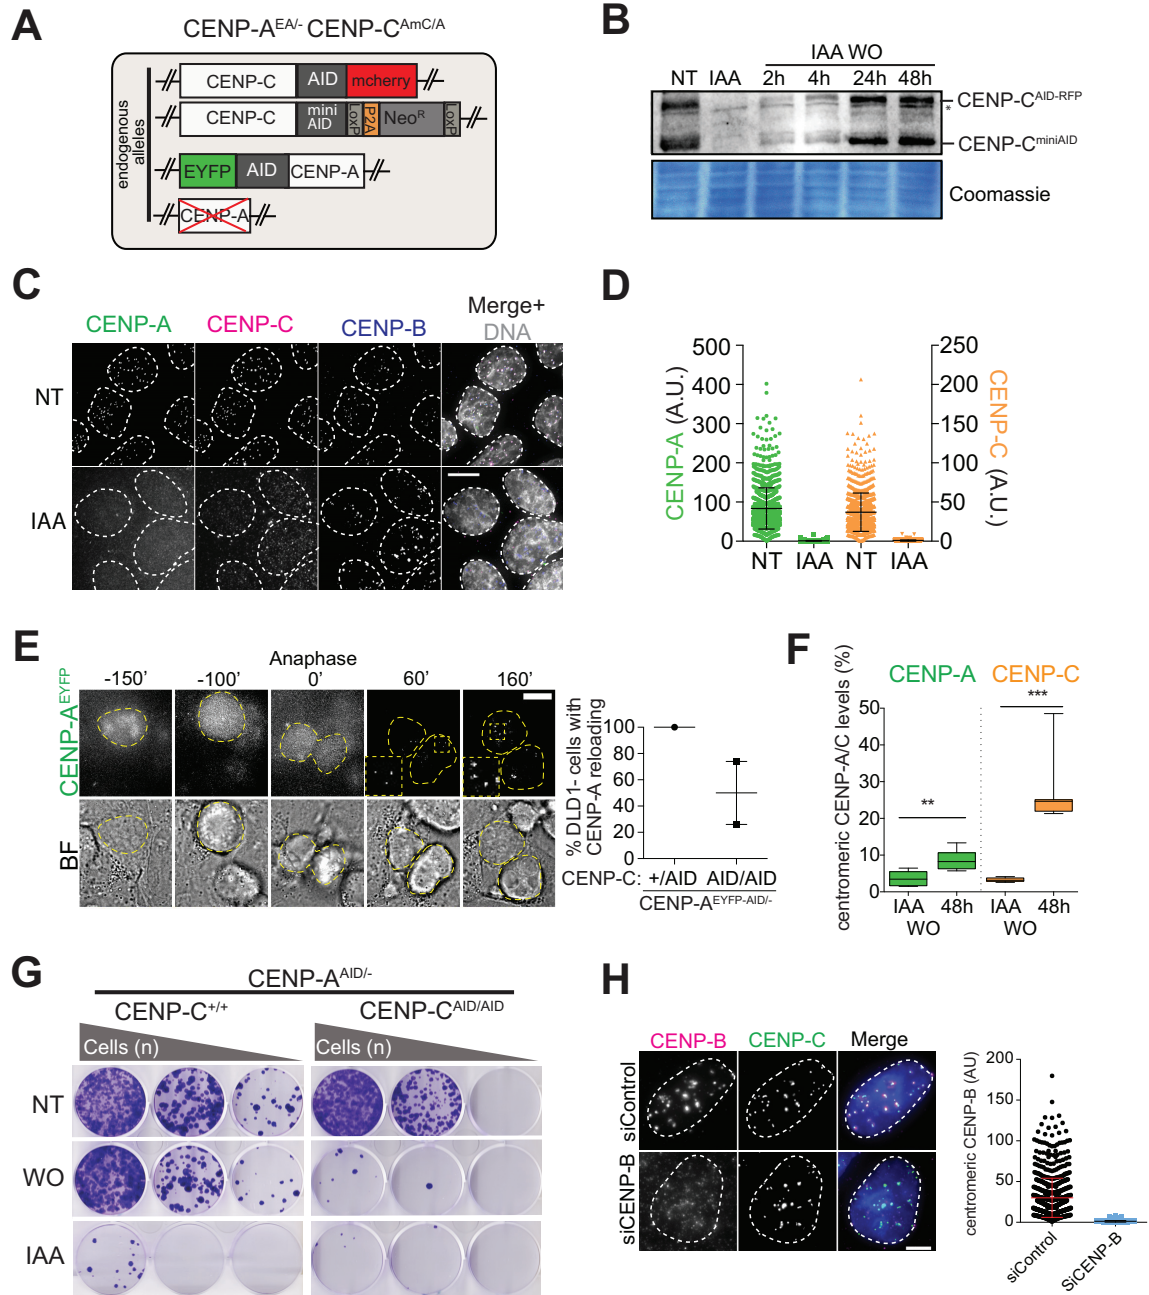 A
CENP-A^EA/- CENP-C^AmC/A
endogenous alleles
CENP-C AID mcherry
CENP-C mini AID LoxP P2A Neo^R LoxP
EYFP AID CENP-A
CENP-A
B
IAA WO
NT IAA 2h 4h 24h 48h
CENP-C^AID-RFP
*
CENP-C^miniAID
Coomassie
C
CENP-A CENP-C CENP-B Merge+ DNA
NT
IAA
D
CENP-A (A.U.)
500
400
300
200
100
0
250
200
150
100
50
0
CENP-C (A.U.)
NT IAA NT IAA
E
Anaphase
-150' -100' 0' 60' 160'
CENP-A^EYFP
BF
% DLD1- cells with CENP-A reloading
100
80
60
40
20
0
CENP-C: +/AID AID/AID
CENP-A^EYFP-AID/-
F
CENP-A CENP-C
centromeric CENP-A/C levels (%)
50
40
30
20
10
0
**
***
IAA 48h IAA 48h
WO WO
G
CENP-A^AID/-
CENP-C^+/+ CENP-C^AID/AID
Cells (n) Cells (n)
NT
WO
IAA
H
CENP-B CENP-C Merge
siControl
siCENP-B
centromeric CENP-B (AU)
200
150
100
50
0
siControl SiCENP-B